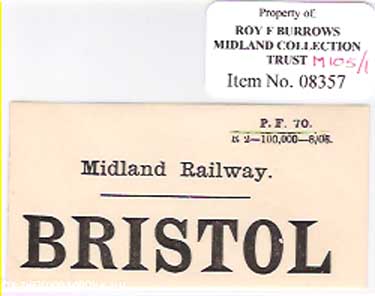 Property of:
ROY F BURROWS
MIDLAND COLLECTION
TRUST M105/1
Item No. 08357
P. F. 70.
K 2—100,000—8/08.
Midland Railway.
BRISTOL